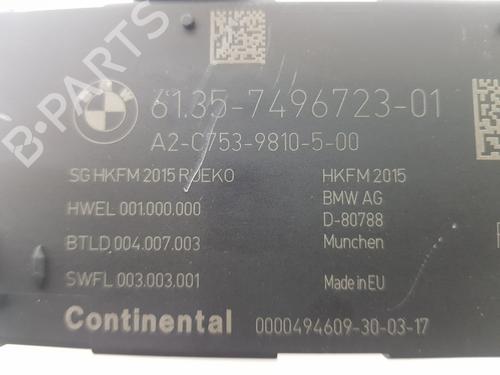 B-PARTS
BMW
61.35-7496723-01
A2-C753-9810-5-00
SG HKFM 2015 RUEKO
HWEL 001.000.000
BTLD 004.007.003
SWFL 003.003.001
HKFM 2015
BMW AG
D-80788
Munchen
Made in EU
Continental 0000494609-30-03-17